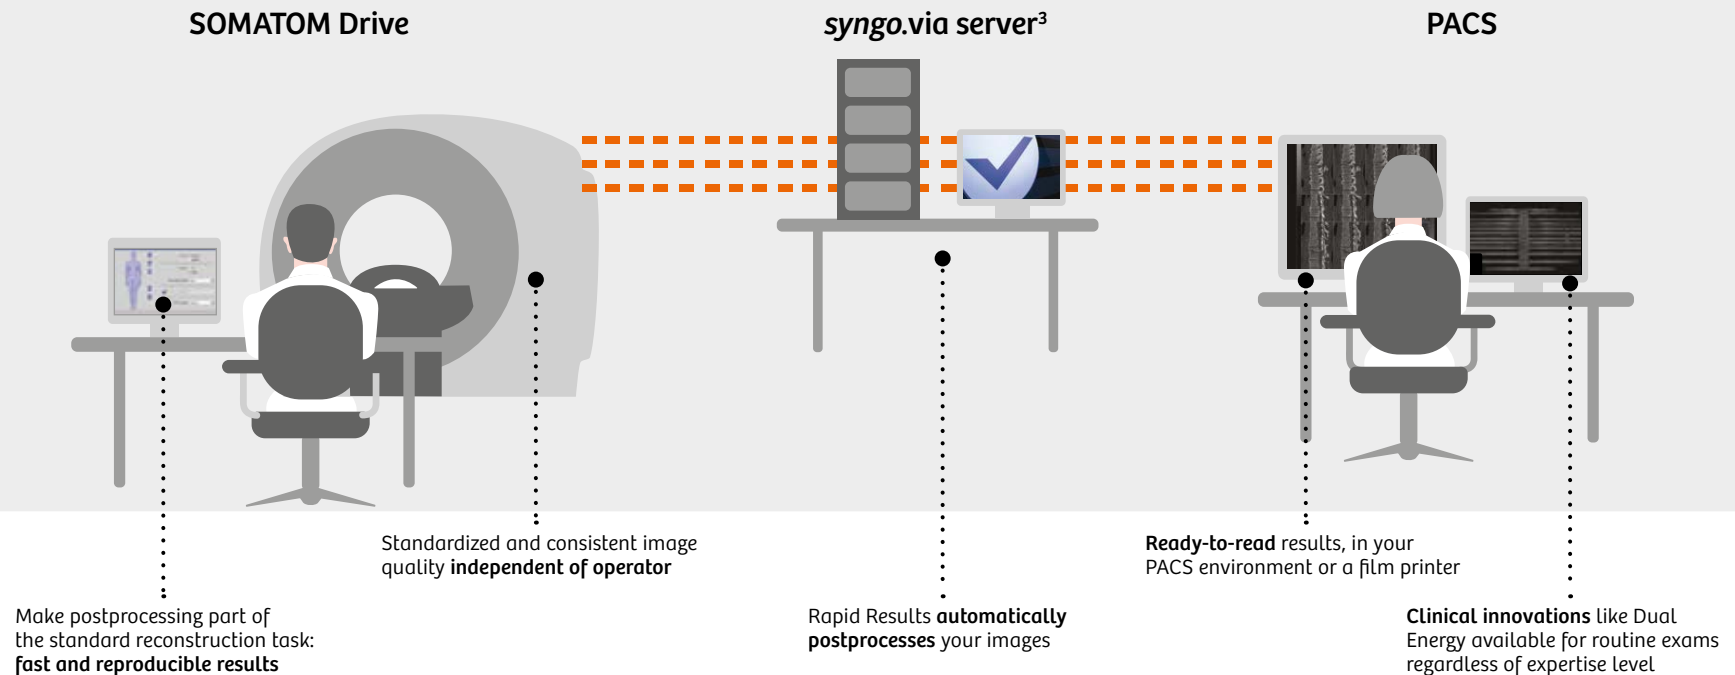 SOMATOM Drive
syngo.via server³
PACS
Standardized and consistent image
quality independent of operator
Ready-to-read results, in your
PACS environment or a film printer
Make postprocessing part of
the standard reconstruction task:
fast and reproducible results
Rapid Results automatically
postprocesses your images
Clinical innovations like Dual
Energy available for routine exams
regardless of expertise level